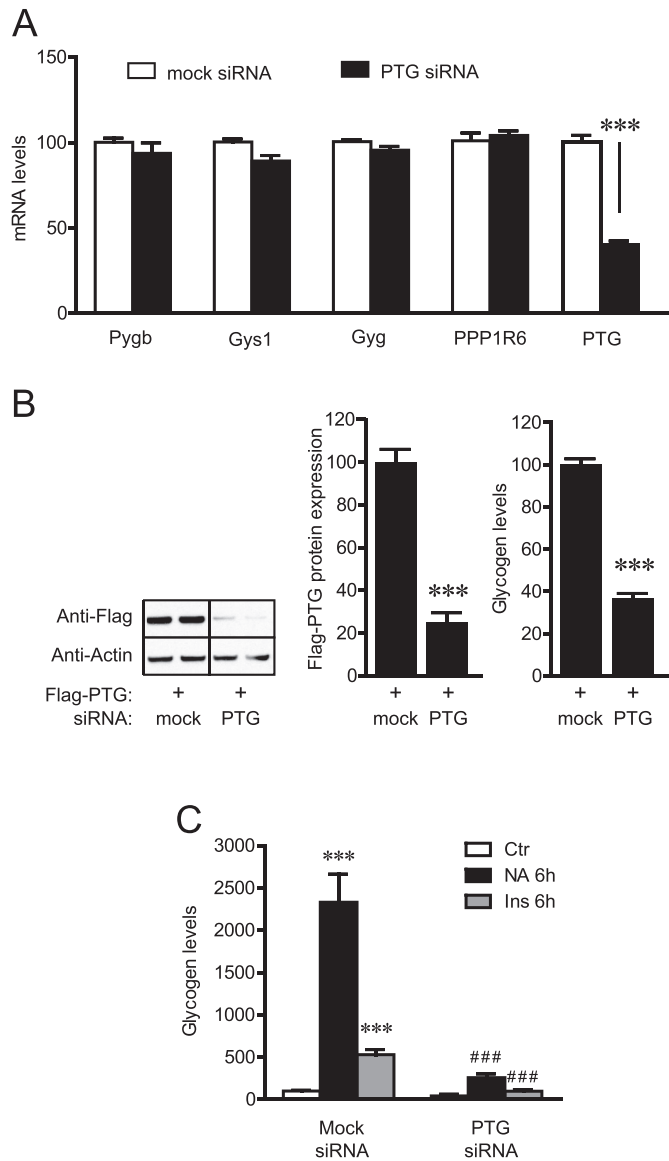 A
150
mock siRNA
PTG siRNA
100
***
50
0
mRNA levels
Pygb
Gys1
Gyg
PPP1R6
PTG
B
Anti-Flag
Anti-Actin
Flag-PTG:
+
+
siRNA:
mock
PTG
Flag-PTG protein expression
120
100
80
60
40
20
0
***
+
+
mock
PTG
Glycogen levels
120
100
80
60
40
20
0
***
+
+
mock
PTG
C
Glycogen levels
3000
2500
2000
1500
1000
500
0
***
***
###
###
Ctr
NA 6h
Ins 6h
Mock
siRNA
PTG
siRNA